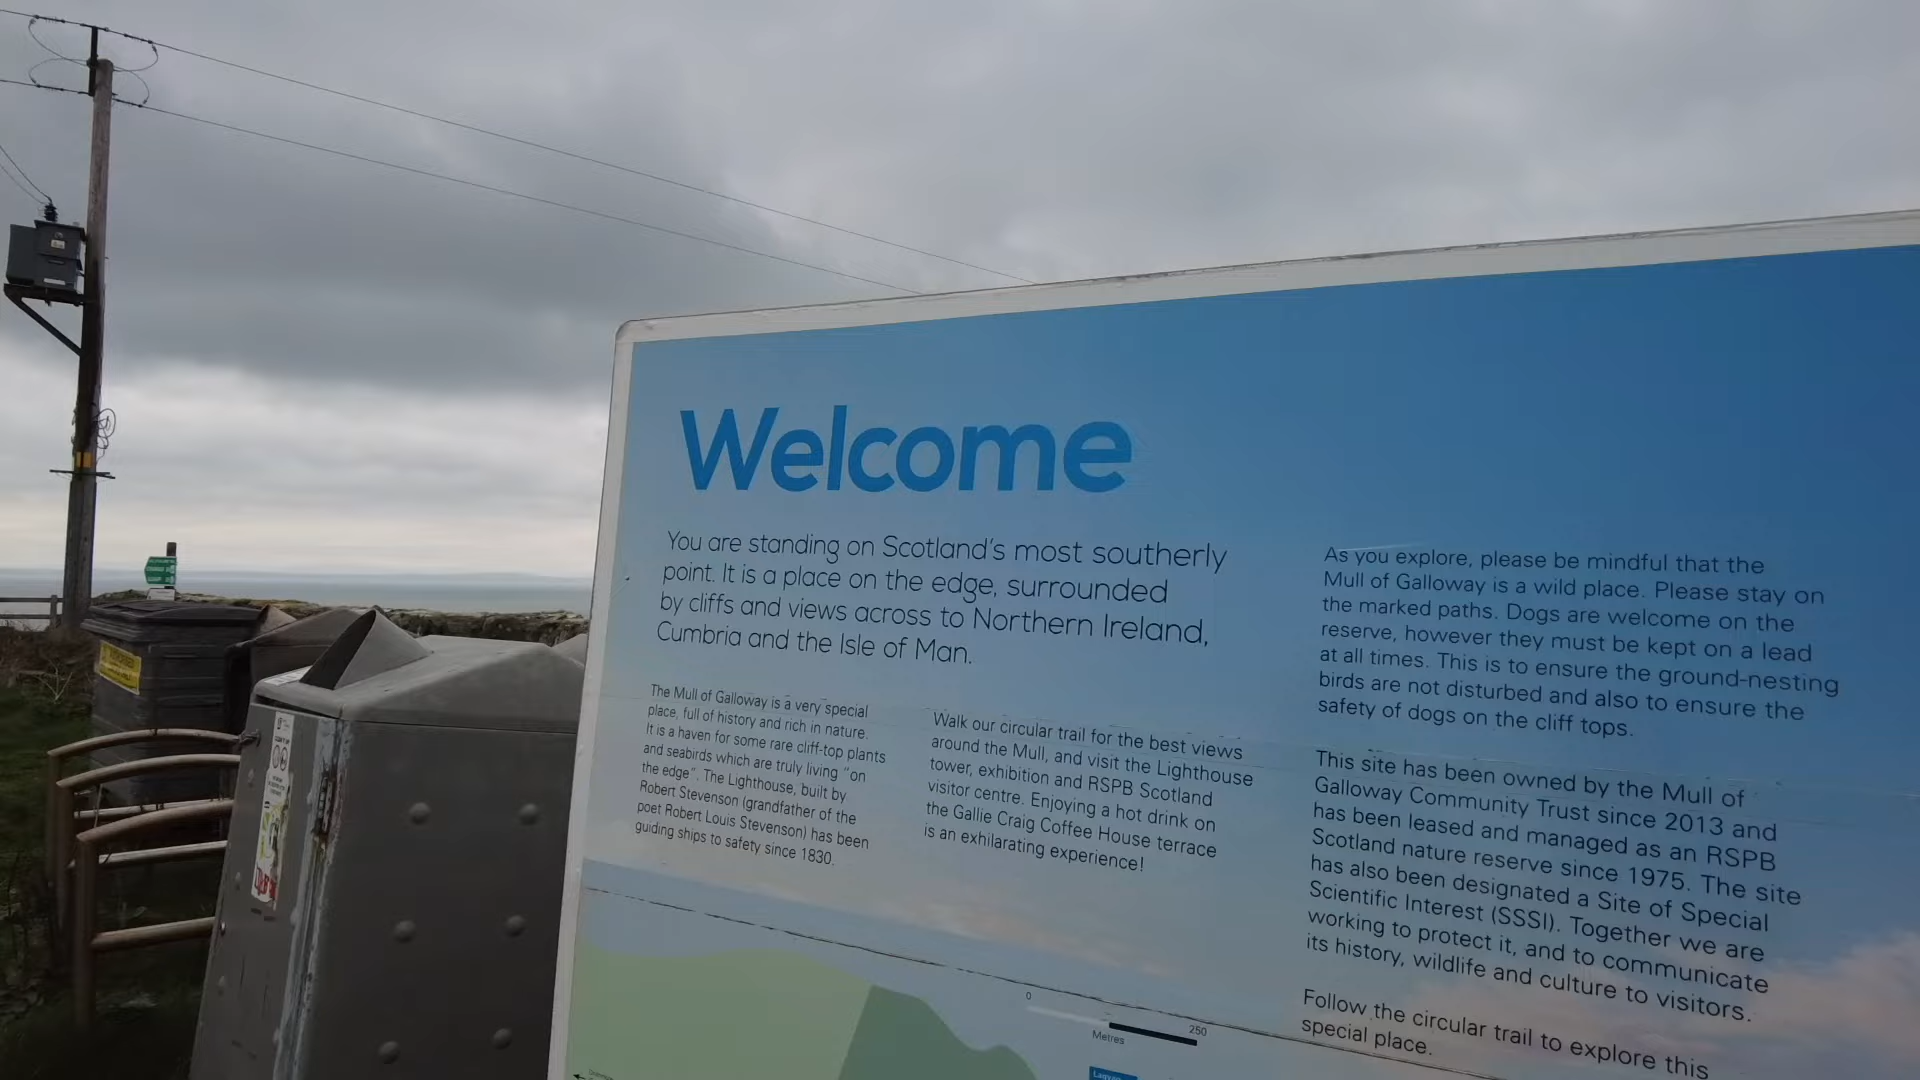 Welcome
You are standing on Scotland's most southerly
point. It is a place on the edge, surrounded
by cliffs and views across to Northern Ireland,
Cumbria and the Isle of Man.
The Mull of Galloway is a very special
place, full of history and rich in nature.
It is a haven for some rare cliff-top plants
and seabirds which are truly living "on
the edge". The Lighthouse, built by
Robert Stevenson (grandfather of the
poet Robert Louis Stevenson) has been
guiding ships to safety since 1830.
Walk our circular trail for the best views
around the Mull, and visit the Lighthouse
tower, exhibition and RSPB Scotland
visitor centre. Enjoying a hot drink on
the Gallie Craig Coffee House terrace
is an exhilarating experience!
As you explore, please be mindful that the
Mull of Galloway is a wild place. Please stay on
the marked paths. Dogs are welcome on the
reserve, however they must be kept on a lead
at all times. This is to ensure the ground-nesting
birds are not disturbed and also to ensure the
safety of dogs on the cliff tops.
This site has been owned by the Mull of
Galloway Community Trust since 2013 and
has been leased and managed as an RSPB
Scotland nature reserve since 1975. The site
has also been designated a Site of Special
Scientific Interest (SSSI). Together we are
working to protect it, and to communicate
its history, wildlife and culture to visitors.
Follow the circular trail to explore this
special place.
0
250
Metres